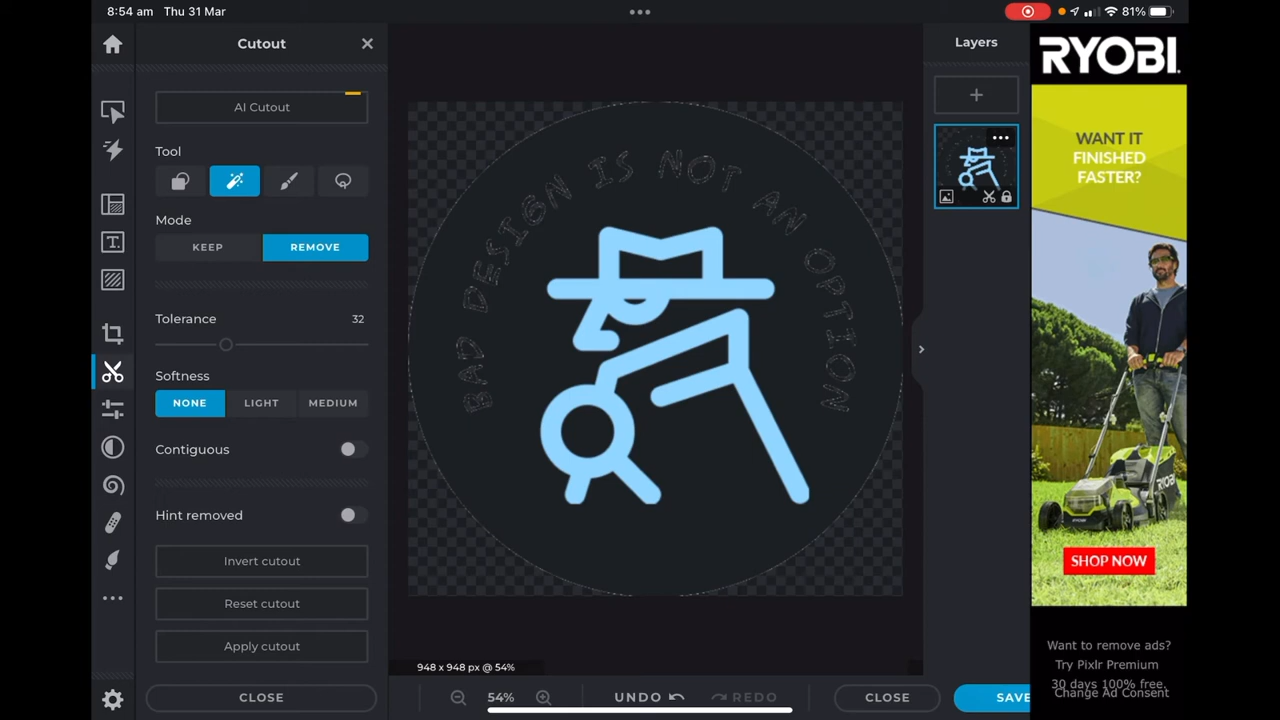 8:54 am Thu 31 Mar
81%
Cutout
AI Cutout
Tool
Mode
KEEP
REMOVE
Tolerance
32
Softness
NONE
LIGHT
MEDIUM
Contiguous
Hint removed
Invert cutout
Reset cutout
Apply cutout
CLOSE
BAD DESIGN IS NOT AN OPTION
948 x 948 px @ 54%
54%
UNDO
REDO
CLOSE
SAVE
Layers
RYOBI
WANT IT
FINISHED
FASTER?
RYOBI
SHOP NOW
Want to remove ads?
Try Pixlr Premium
30 days 100% free.
Change Ad Consent